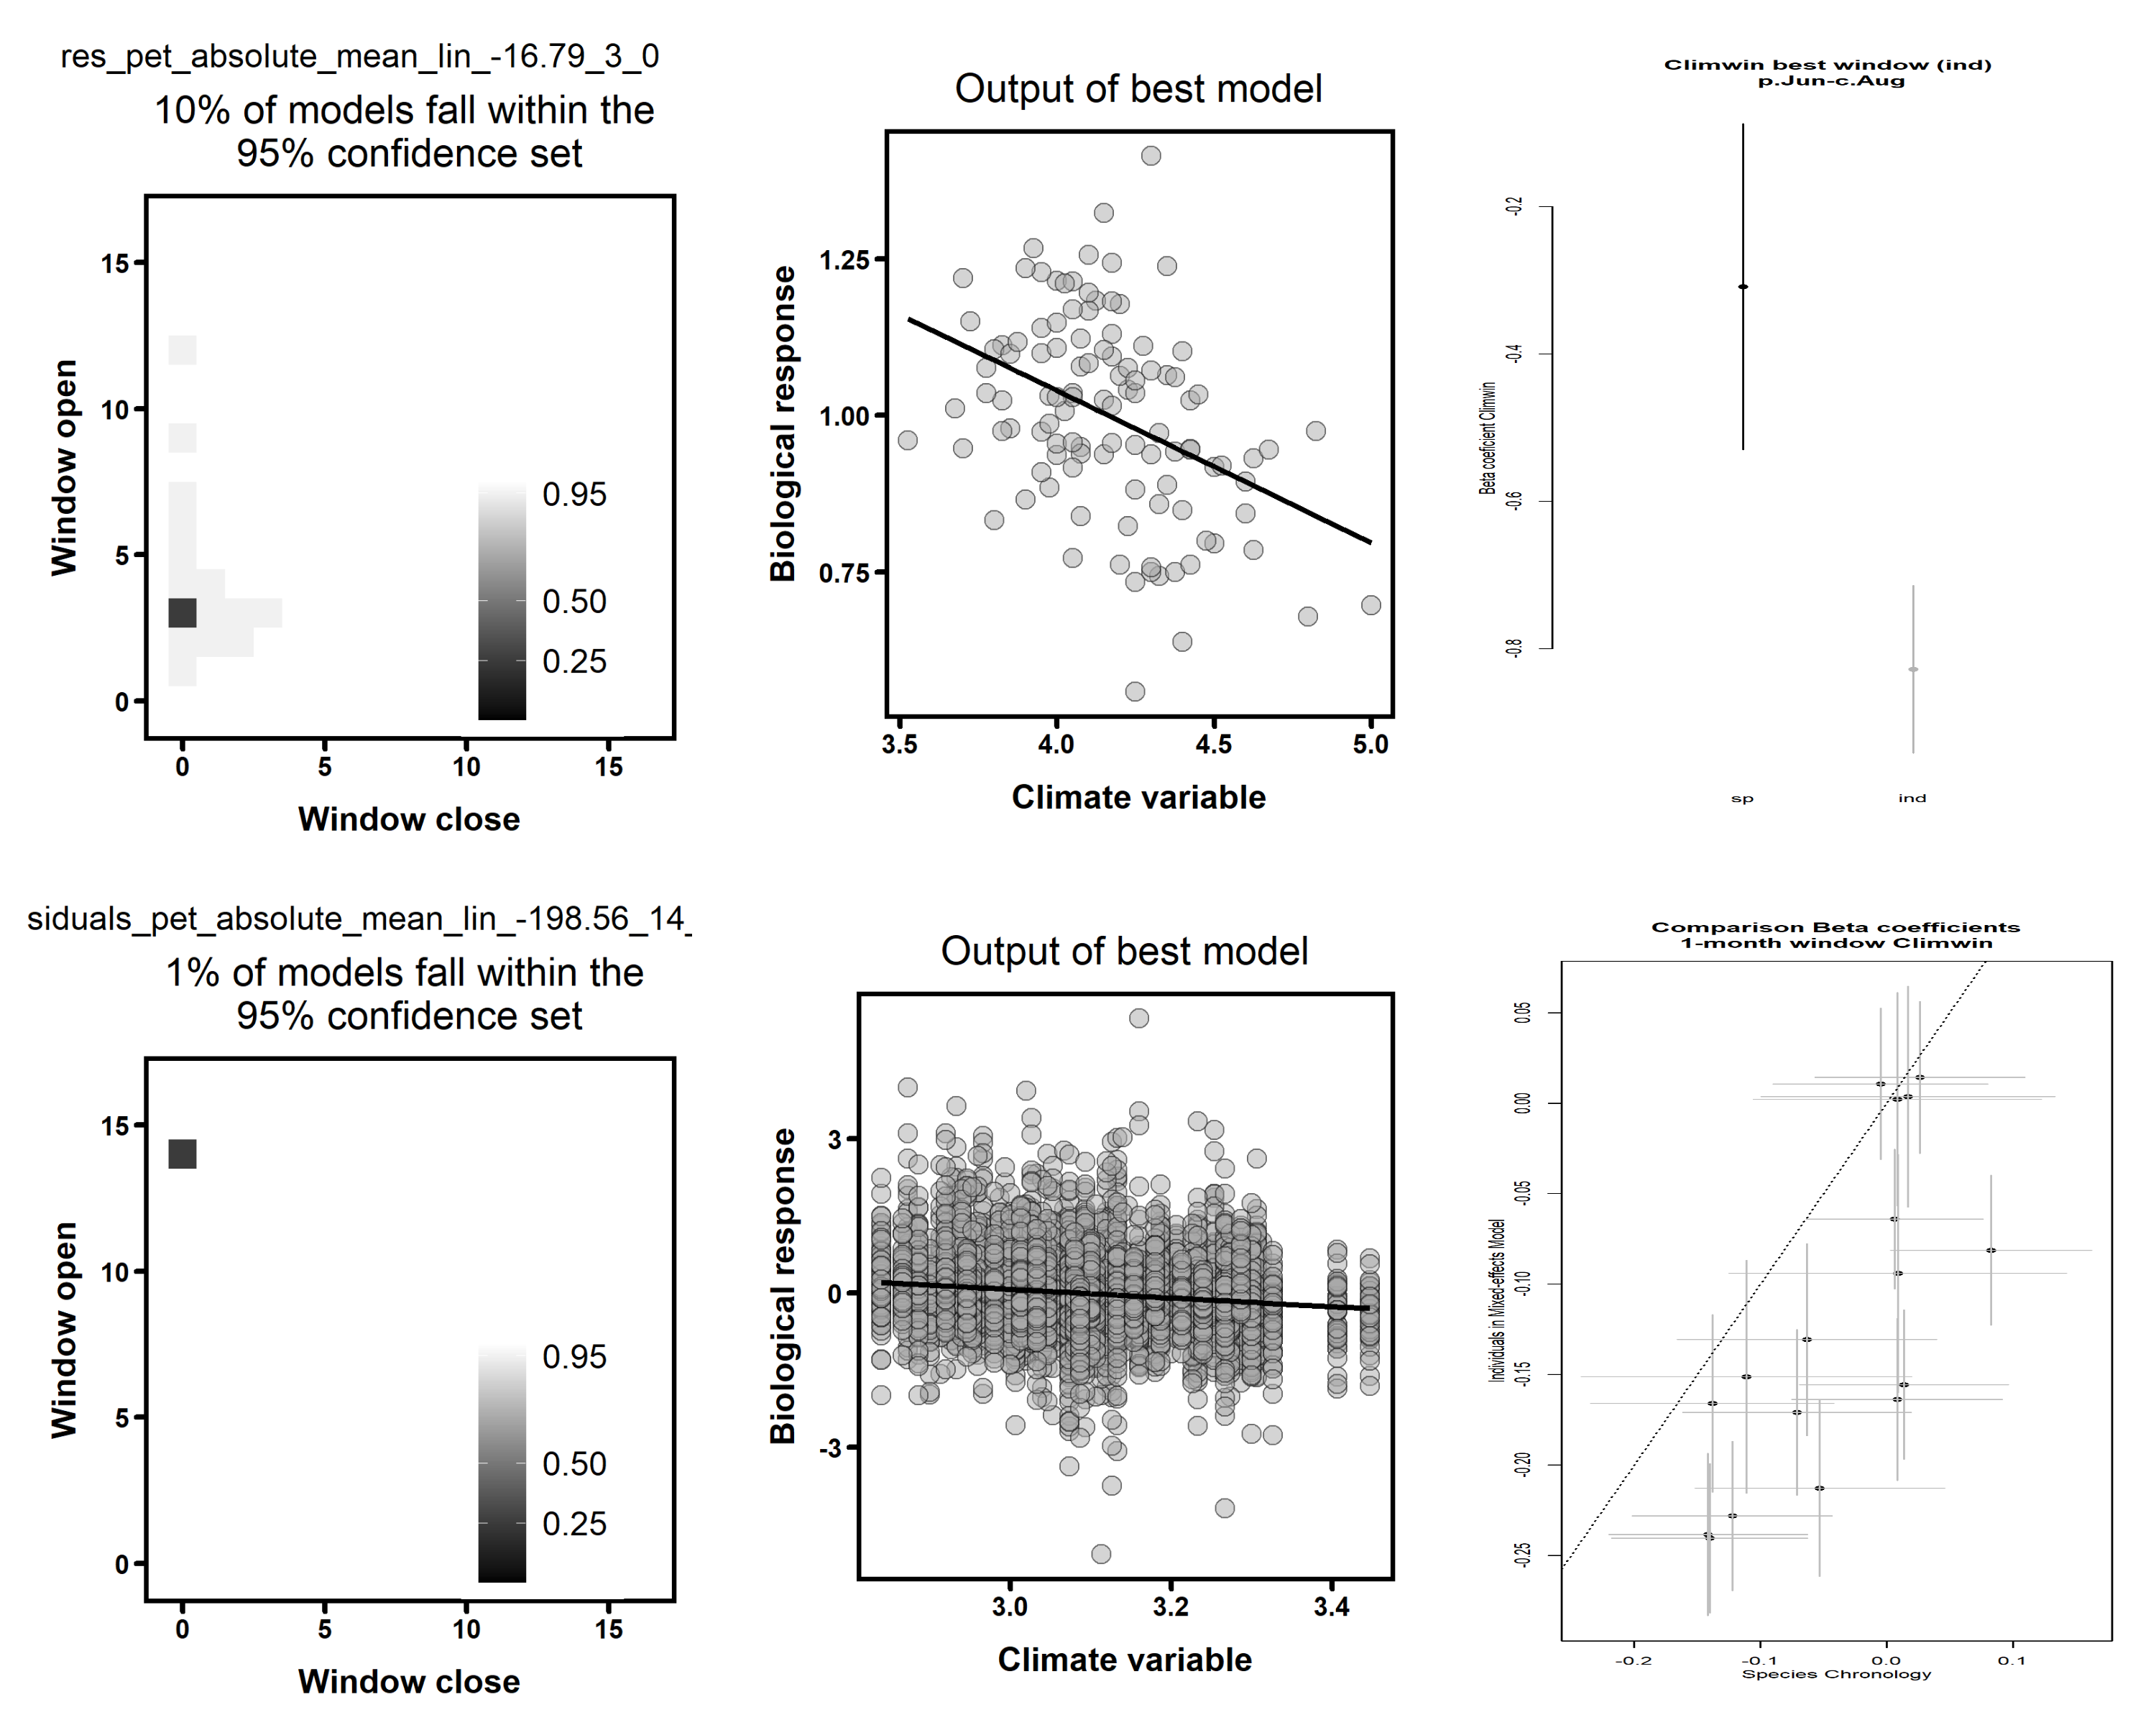 res_pet_absolute_mean_lin_-16.79_3_0
10% of models fall within the
95% confidence set
Window open
15
10
5
0
0.95
0.50
0.25
0 5 10 15
Window close
Output of best model
Biological response
1.25
1.00
0.75
3.5 4.0 4.5 5.0
Climate variable
Climwin best window (ind)
p.Jun-c.Aug
Beta coeficient Climwin
-0.2
-0.4
-0.6
-0.8
sp ind
siduals_pet_absolute_mean_lin_-198.56_14_
1% of models fall within the
95% confidence set
Window open
15
10
5
0
0.95
0.50
0.25
0 5 10 15
Window close
Output of best model
Biological response
3
0
-3
3.0 3.2 3.4
Climate variable
Comparison Beta coefficients
1-month window Climwin
Individuals in Mixed-effects Model
0.05
0.00
-0.05
-0.10
-0.15
-0.20
-0.25
-0.2 -0.1 0.0 0.1
Species Chronology